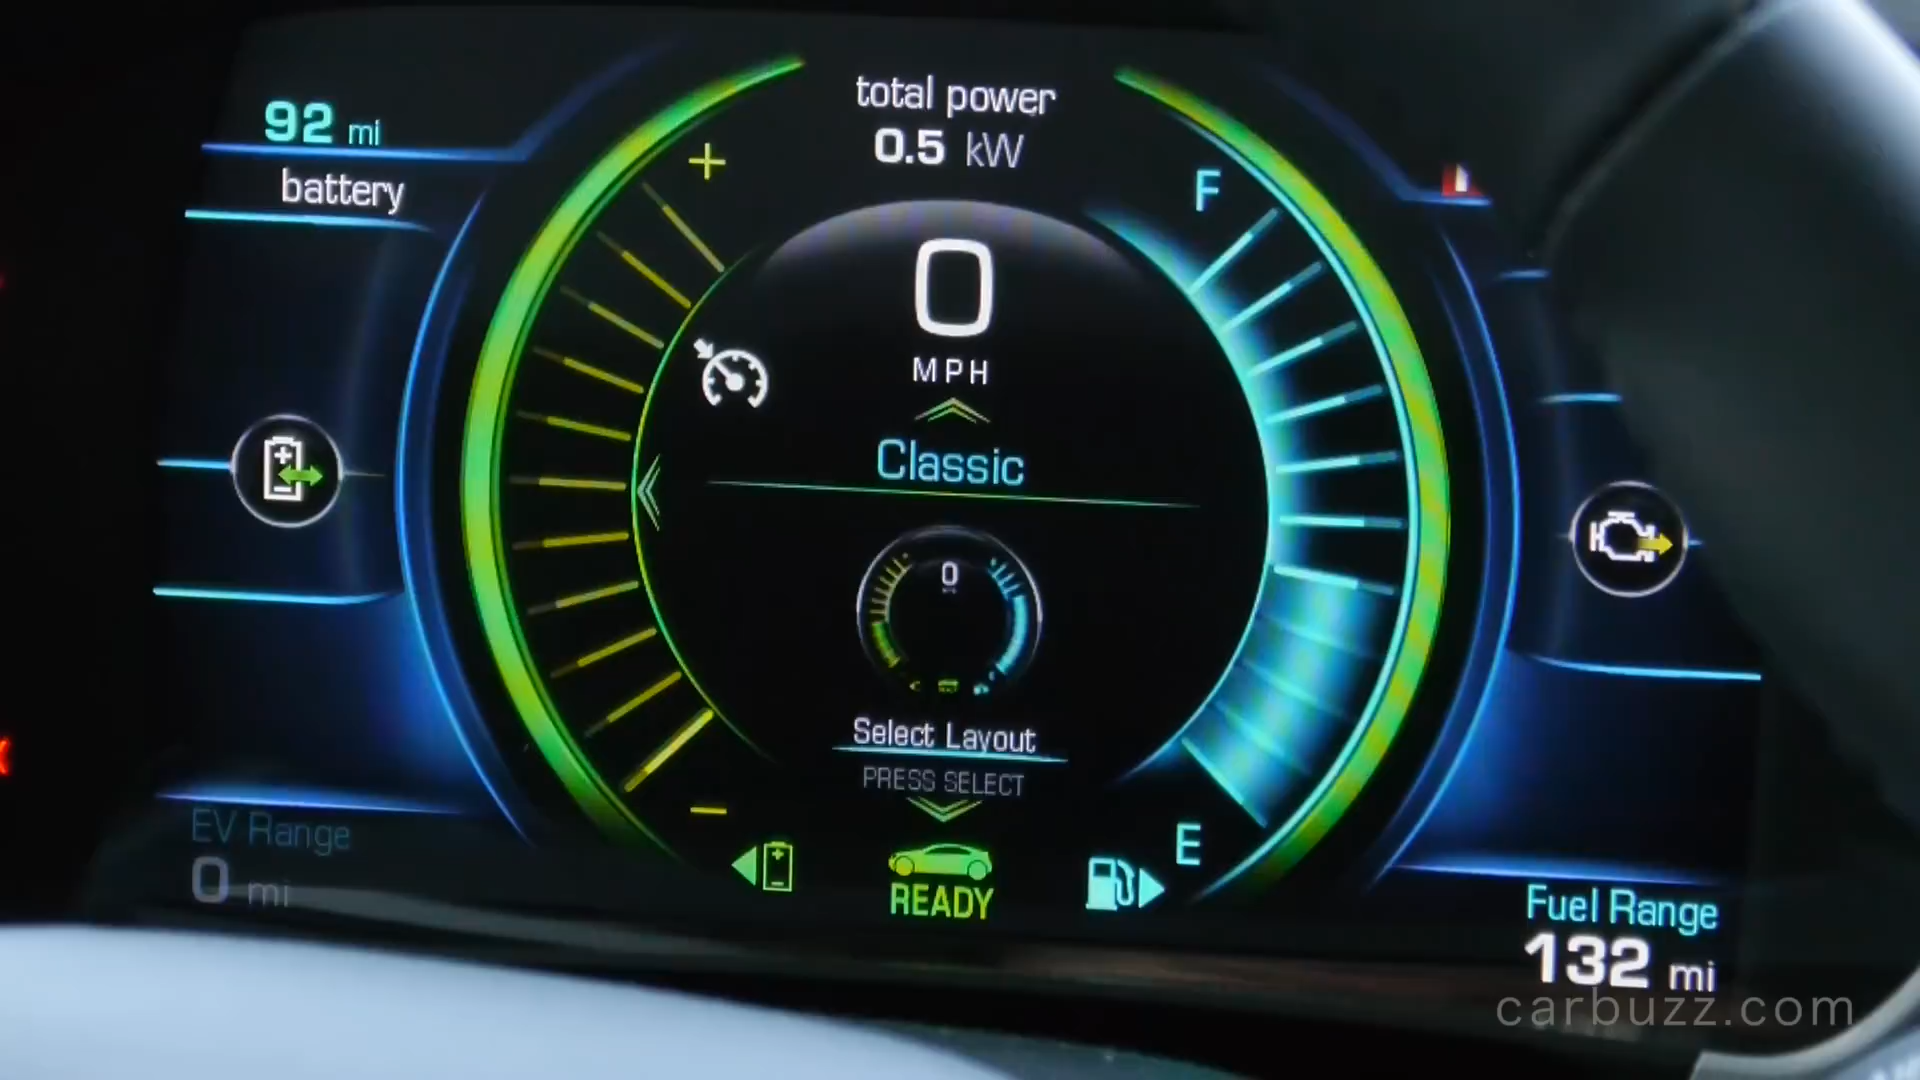 92 mi
battery
total power
0.5 kW
+
F
0
MPH
Classic
0
Select Layout
PRESS SELECT
−
E
READY
EV Range
0 mi
Fuel Range
132 mi
carbuzz.com